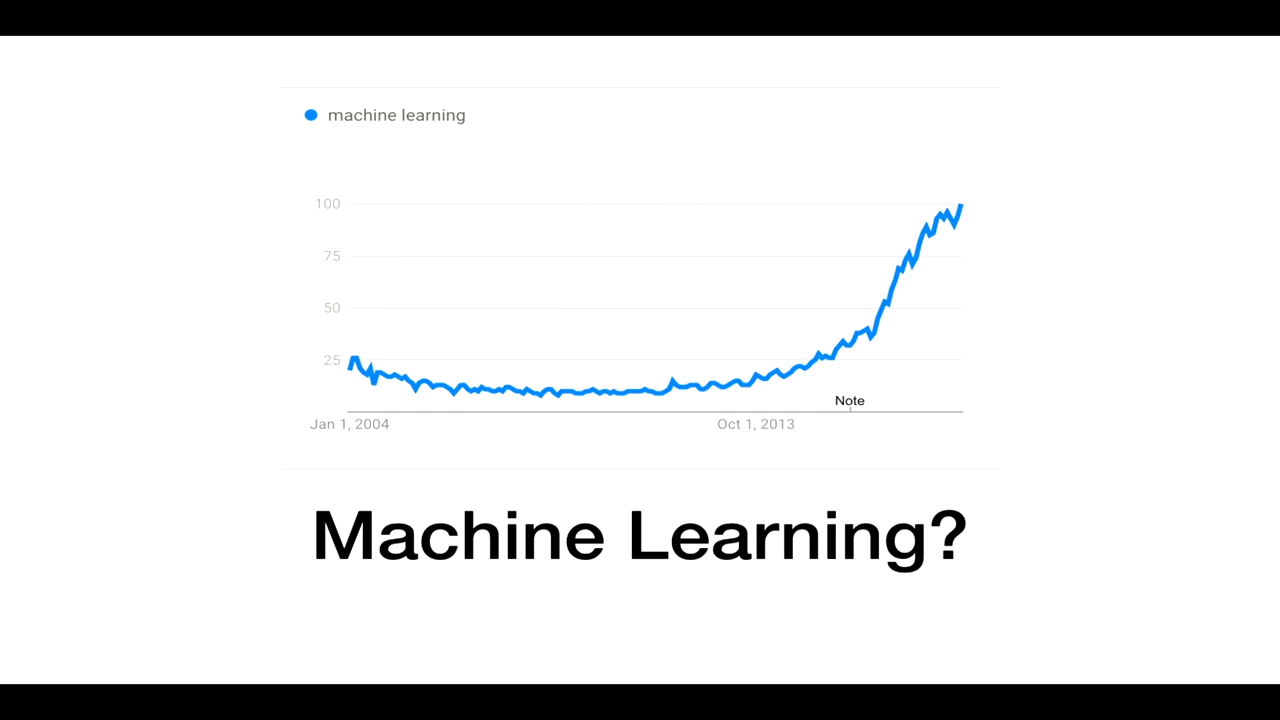 machine learning
100
75
50
25
Note
Jan 1, 2004 Oct 1, 2013
Machine Learning?